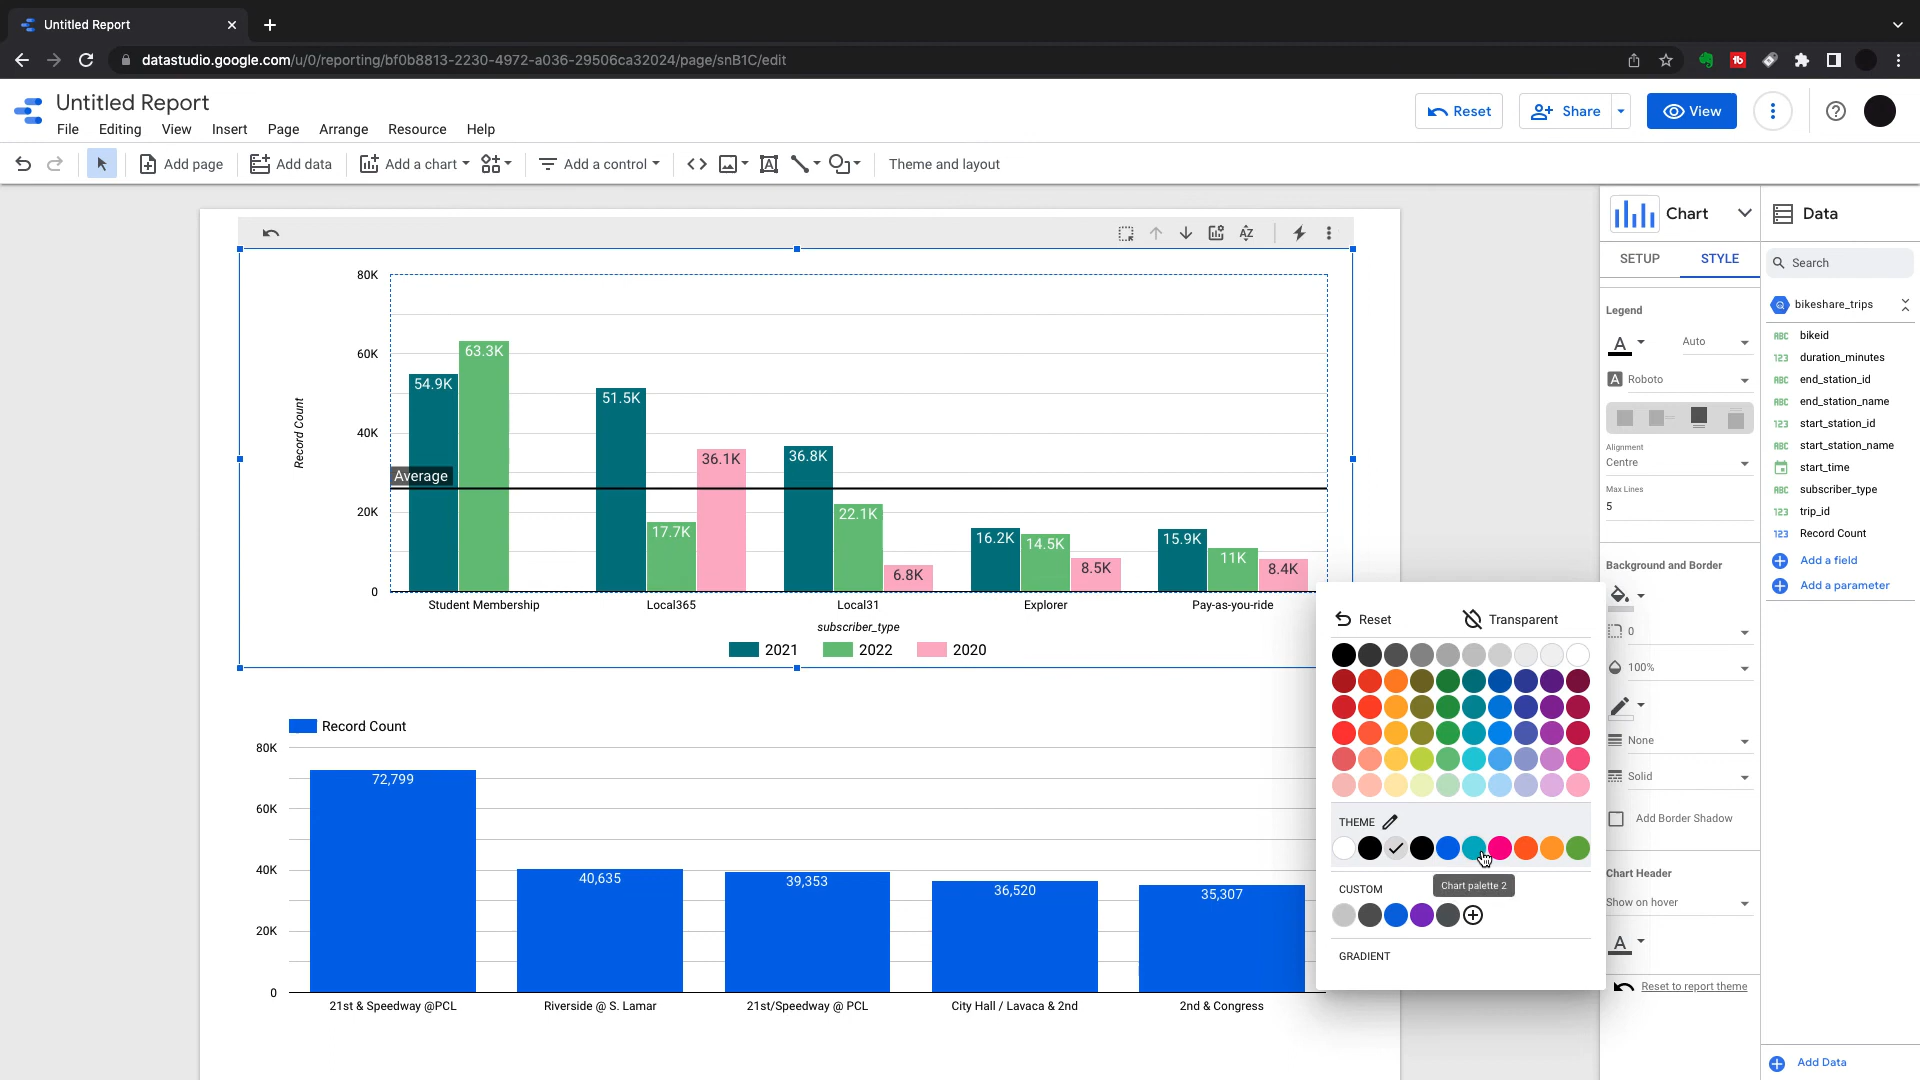 Untitled Report
datastudio.google.com/u/0/reporting/bf0b8813-2230-4972-a036-29506ca32024/page/snB1C/edit
Untitled Report
File Editing View Insert Page Arrange Resource Help
Reset Share View
Add page Add data Add a chart Add a control Theme and layout
80K
60K
40K
20K
0
Record Count
54.9K 63.3K
51.5K 17.7K 36.1K
36.8K 22.1K 6.8K
16.2K 14.5K 8.5K
15.9K 11K 8.4K
Average
Student Membership Local365 Local31 Explorer Pay-as-you-ride
subscriber_type
2021 2022 2020
Record Count
80K
60K
40K
20K
0
72,799 40,635 39,353 36,520 35,307
21st & Speedway @PCL Riverside @ S. Lamar 21st/Speedway @ PCL City Hall / Lavaca & 2nd 2nd & Congress
Reset Transparent
THEME
Chart palette 2
CUSTOM
GRADIENT
Chart
SETUP STYLE
Legend
A Auto
A Roboto
Alignment
Centre
Max Lines
5
Background and Border
0
100%
None
Solid
Add Border Shadow
Chart Header
Show on hover
A
Reset to report theme
Data
Search
bikeshare_trips
ABC bikeid
123 duration_minutes
ABC end_station_id
ABC end_station_name
123 start_station_id
ABC start_station_name
start_time
ABC subscriber_type
123 trip_id
123 Record Count
Add a field
Add a parameter
Add Data